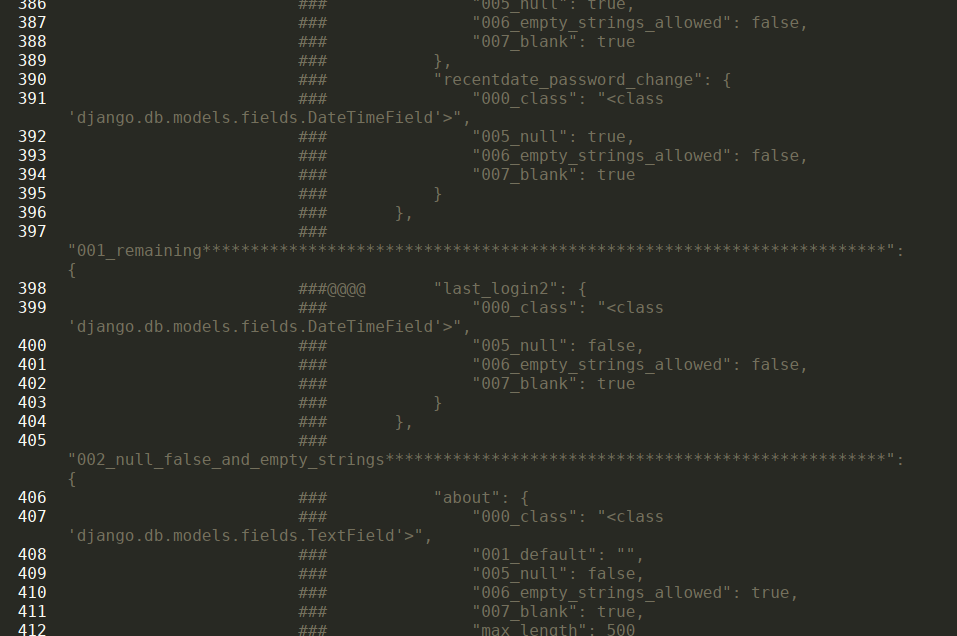 386 ### "005_null": true,
387 ### "006_empty_strings_allowed": false,
388 ### "007_blank": true
389 ### },
390 ### "recentdate_password_change": {
391 ### "000_class": "<class
'django.db.models.fields.DateTimeField'>",
392 ### "005_null": true,
393 ### "006_empty_strings_allowed": false,
394 ### "007_blank": true
395 ### }
396 ### },
397 ###
"001_remaining***********************************************************************":
{
398 ###@@@@ "last_login2": {
399 ### "000_class": "<class
'django.db.models.fields.DateTimeField'>",
400 ### "005_null": false,
401 ### "006_empty_strings_allowed": false,
402 ### "007_blank": true
403 ### }
404 ### },
405 ###
"002_null_false_and_empty_strings****************************************************":
{
406 ### "about": {
407 ### "000_class": "<class
'django.db.models.fields.TextField'>",
408 ### "001_default": "",
409 ### "005_null": false,
410 ### "006_empty_strings_allowed": true,
411 ### "007_blank": true,
412 ### "max_length": 500